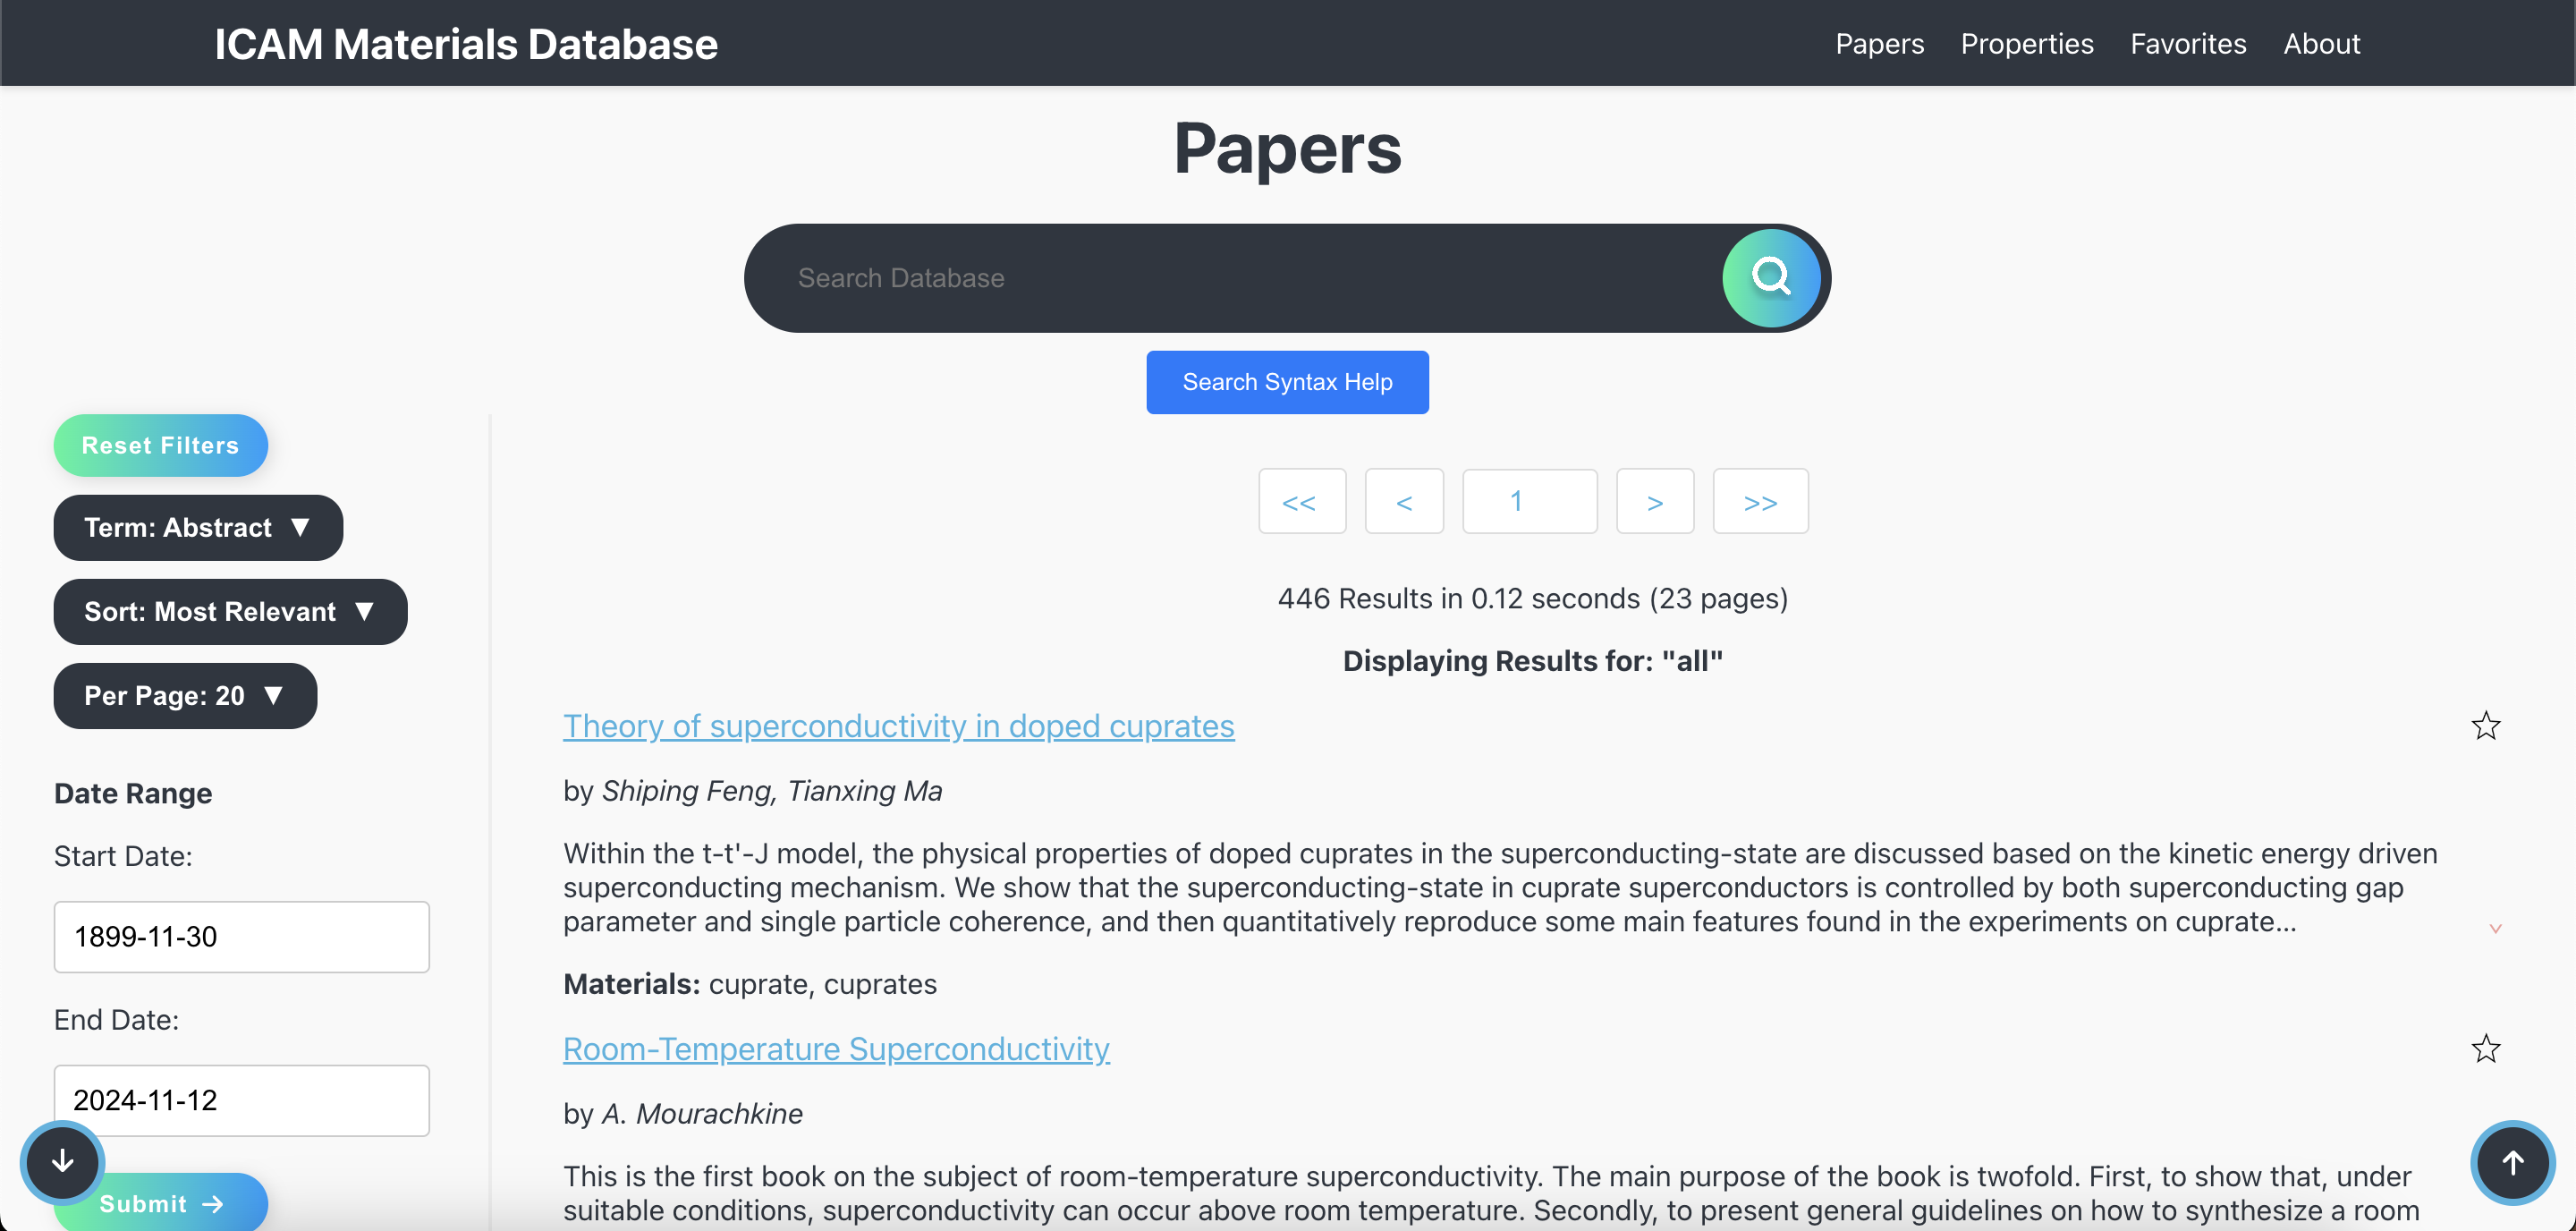 ICAM Materials Database
Papers Properties Favorites About
Papers
Search Database
Search Syntax Help
Reset Filters
Term: Abstract ▼
Sort: Most Relevant ▼
Per Page: 20 ▼
Date Range
Start Date:
1899-11-30
End Date:
2024-11-12
Submit →
<< < 1 > >>
446 Results in 0.12 seconds (23 pages)
Displaying Results for: "all"
Theory of superconductivity in doped cuprates
by Shiping Feng, Tianxing Ma
Within the t-t'-J model, the physical properties of doped cuprates in the superconducting-state are discussed based on the kinetic energy driven
superconducting mechanism. We show that the superconducting-state in cuprate superconductors is controlled by both superconducting gap
parameter and single particle coherence, and then quantitatively reproduce some main features found in the experiments on cuprate...
Materials: cuprate, cuprates
Room-Temperature Superconductivity
by A. Mourachkine
This is the first book on the subject of room-temperature superconductivity. The main purpose of the book is twofold. First, to show that, under
suitable conditions, superconductivity can occur above room temperature. Secondly, to present general guidelines on how to synthesize a room